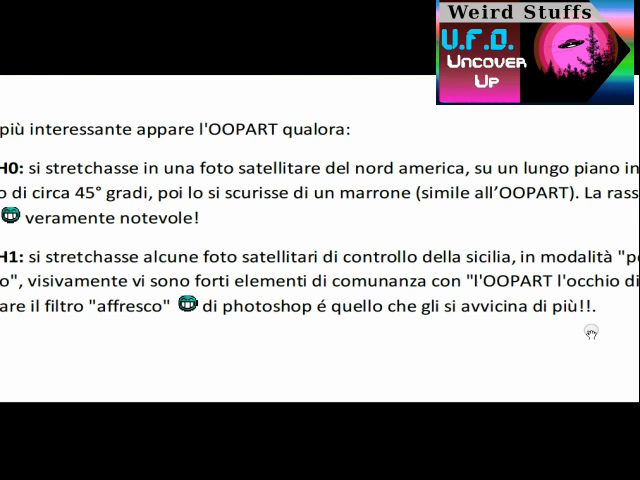 Weird Stuffs
U.F.O.
Uncover
Up
più interessante appare l'OOPART qualora:
H0: si stretchasse in una foto satellitare del nord america, su un lungo piano in
o di circa 45° gradi, poi lo si scurisse di un marrone (simile all'OOPART). La rass
veramente notevole!
H1: si stretchasse alcune foto satellitari di controllo della sicilia, in modalità "pe
o", visivamente vi sono forti elementi di comunanza con "l'OOPART l'occhio di
are il filtro "affresco" di photoshop é quello che gli si avvicina di più!!.